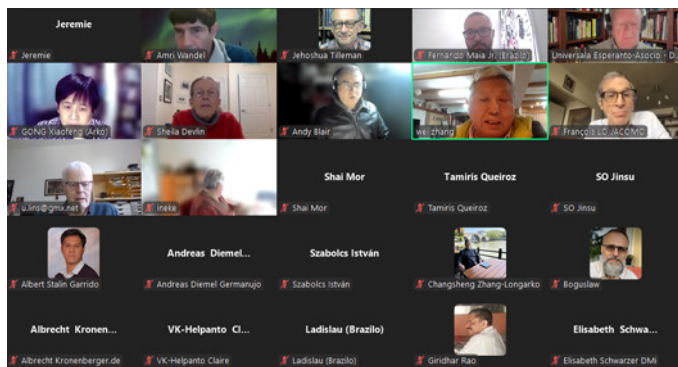 Jeremie
Jeremie
Amri Wandel
Jehoshua Tilleman
Fernando Maia Jr. (Brazilo)
Universala Esperanto-Asocio - D
GONG Xiaofeng (Arko)
Sheila Devlin
Andy Blair
wei zhang
François LO JACOMO
u.lins@gmx.net
ineke
Shai Mor
Shai Mor
Tamiris Queiroz
Tamiris Queiroz
SO Jinsu
SO Jinsu
Albert Stalin Garrido
Andreas Diemel...
Andreas Diemel Germanujo
Szabolcs István
Szabolcs István
Changsheng Zhang-Longarko
Boguslaw
Albrecht Kronen...
Albrecht Kronenberger.de
VK-Helpanto Cl...
VK-Helpanto Claire
Ladislau (Brazilo)
Ladislau (Brazilo)
Giridhar Rao
Elisabeth Schwa...
Elisabeth Schwarzer DMi